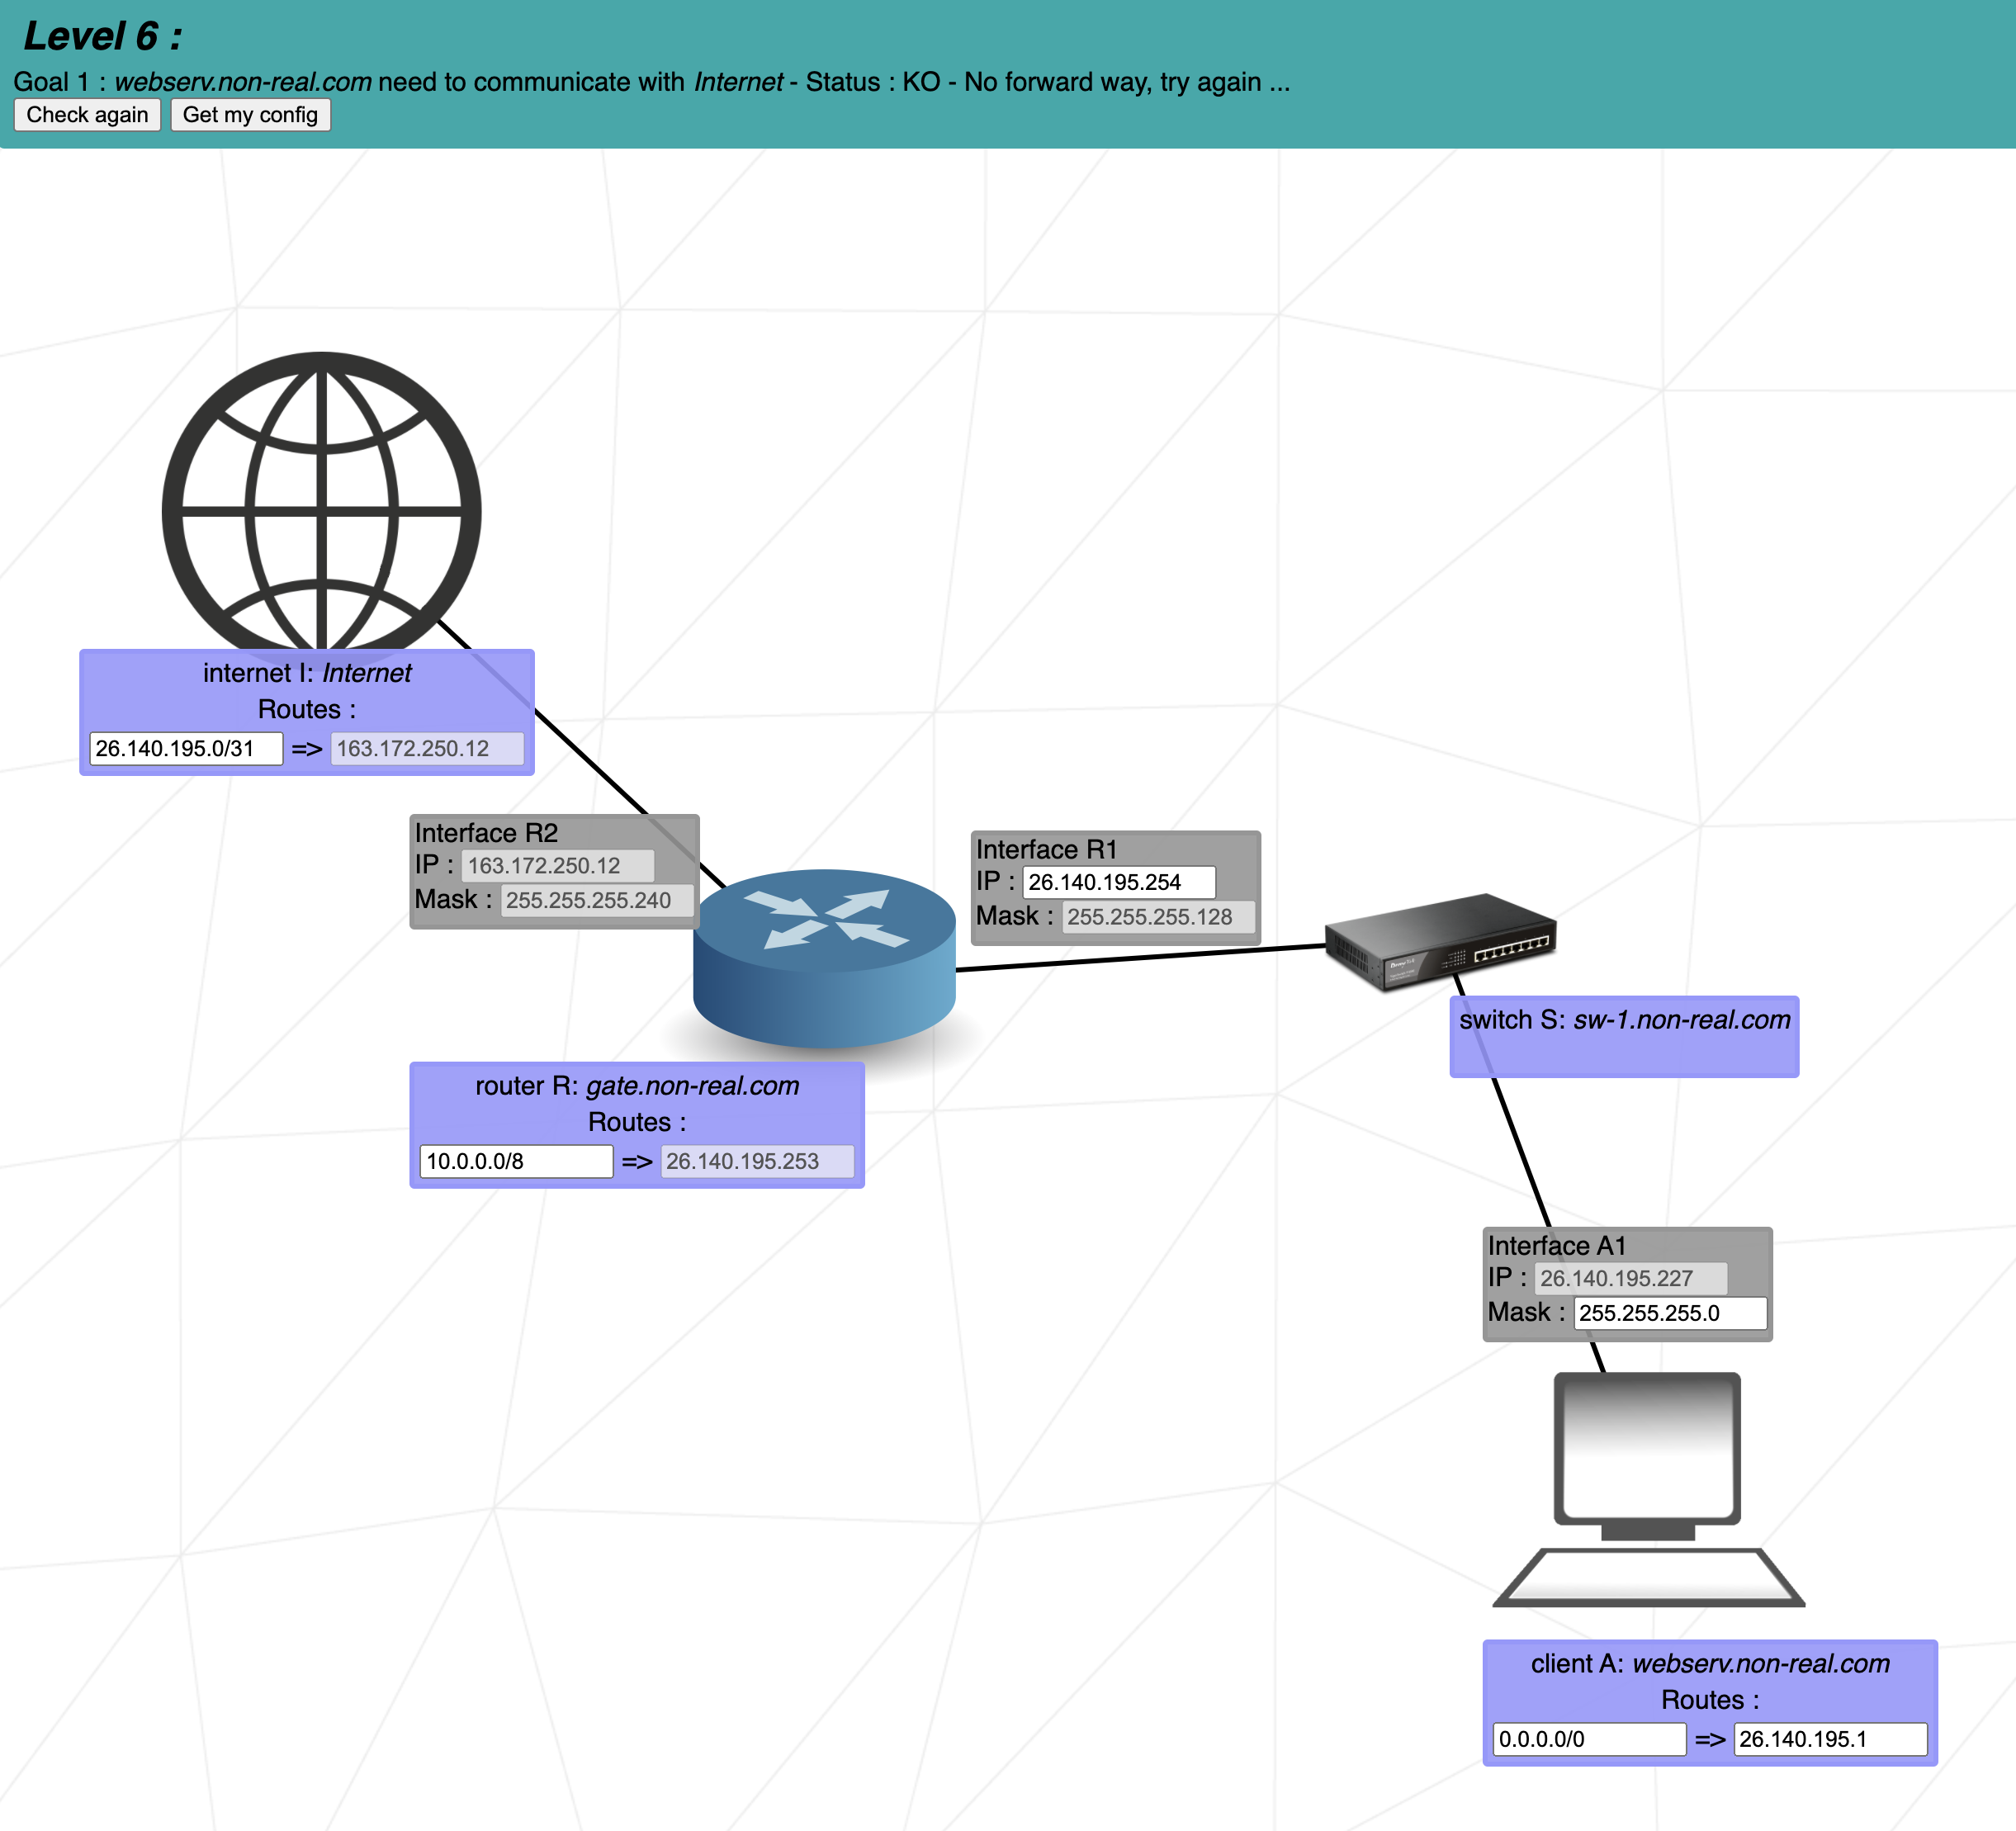 Level 6 :
Goal 1 : webserv.non-real.com need to communicate with Internet - Status : KO - No forward way, try again ...
Check again Get my config
internet I: Internet
Routes :
26.140.195.0/31 => 163.172.250.12
Interface R2
IP : 163.172.250.12
Mask : 255.255.255.240
Interface R1
IP : 26.140.195.254
Mask : 255.255.255.128
switch S: sw-1.non-real.com
router R: gate.non-real.com
Routes :
10.0.0.0/8 => 26.140.195.253
Interface A1
IP : 26.140.195.227
Mask : 255.255.255.0
client A: webserv.non-real.com
Routes :
0.0.0.0/0 => 26.140.195.1